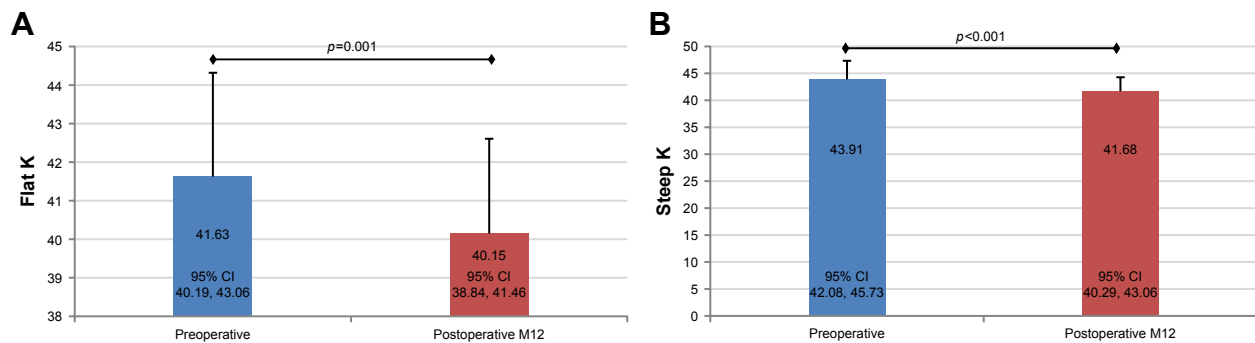 A
p=0.001
Flat K
45
44
43
42
41
40
39
38
41.63
95% CI
40.19, 43.06
40.15
95% CI
38.84, 41.46
Preoperative
Postoperative M12
B
p<0.001
Steep K
50
45
40
35
30
25
20
15
10
5
0
43.91
95% CI
42.08, 45.73
41.68
95% CI
40.29, 43.06
Preoperative
Postoperative M12